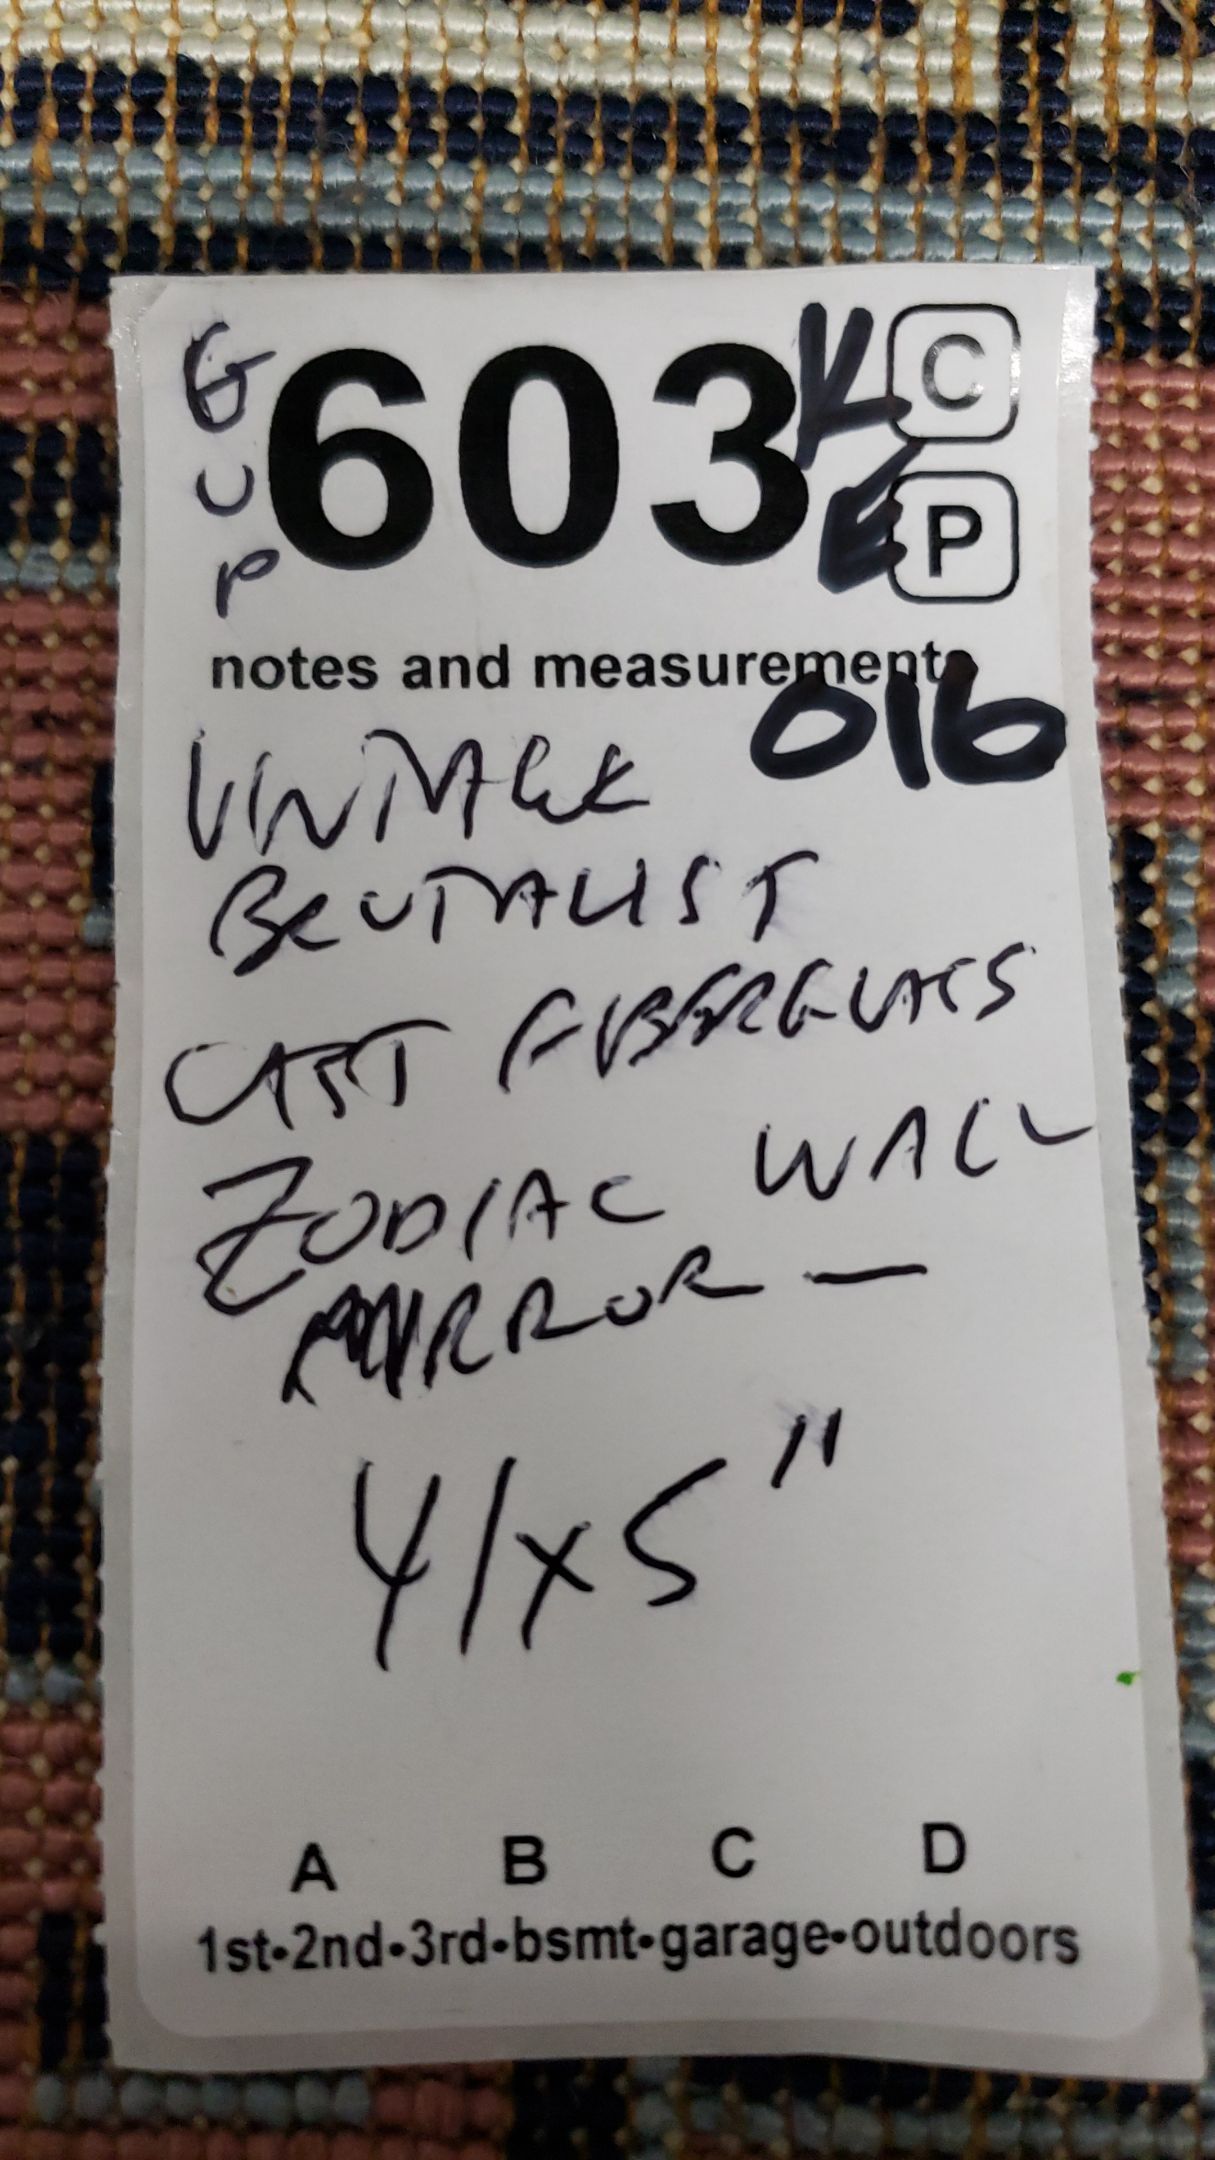 G
U
P
603
K
E
C
P
notes and measurements
016
VINTAGE
BRUTALIST
CAST FIBERGLASS
ZODIAC WALL
MIRROR —
41x5"
A B C D
1st•2nd•3rd•bsmt•garage•outdoors